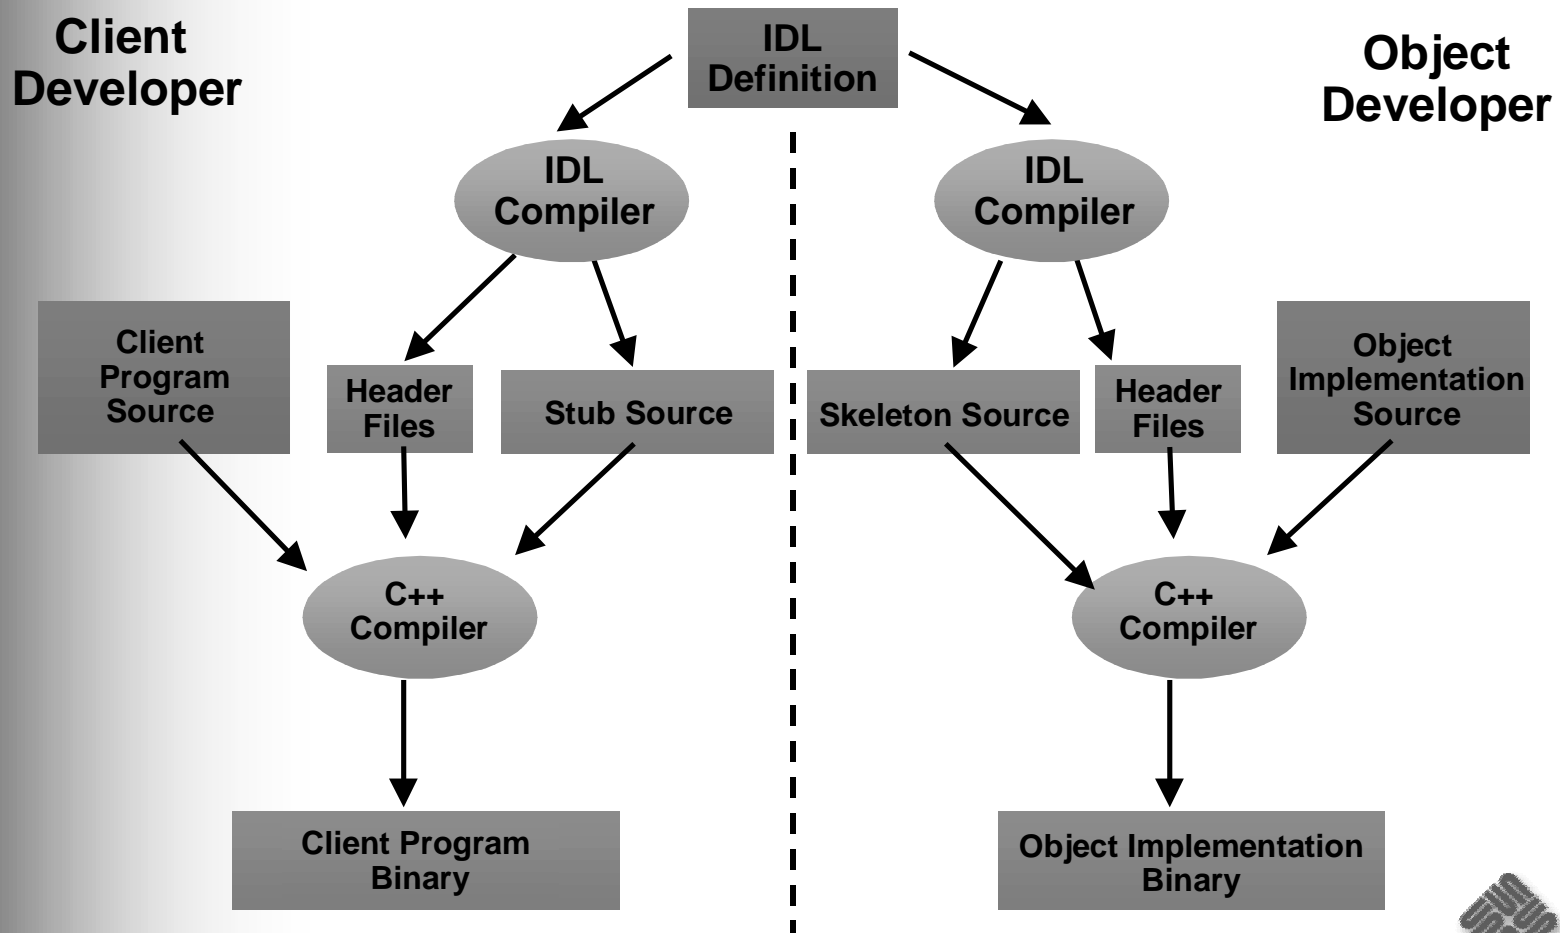 Client
Developer
IDL
Definition
Object
Developer
IDL
Compiler
IDL
Compiler
Client
Program
Source
Header
Files
Stub Source
Skeleton Source
Header
Files
Object
Implementation
Source
C++
Compiler
C++
Compiler
Client Program
Binary
Object Implementation
Binary